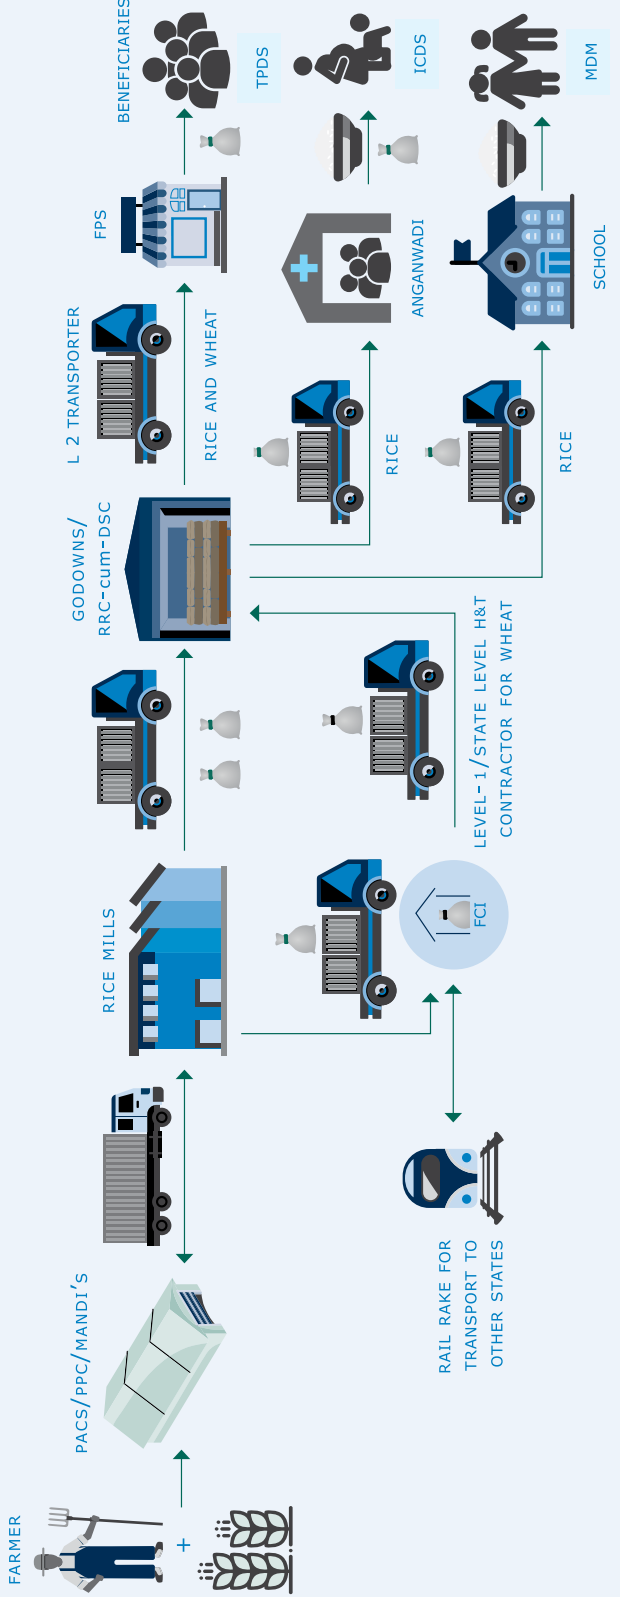 FARMER
PACS/PPC/MANDI'S
RICE MILLS
GODOWNS/
RRC-cum-DSC
L 2 TRANSPORTER
RICE AND WHEAT
FPS
BENEFICIARIES
TPDS
RICE
ANGANWADI
ICDS
RICE
SCHOOL
MDM
FCI
LEVEL-1/STATE LEVEL H&T
CONTRACTOR FOR WHEAT
RAIL RAKE FOR
TRANSPORT TO
OTHER STATES
+